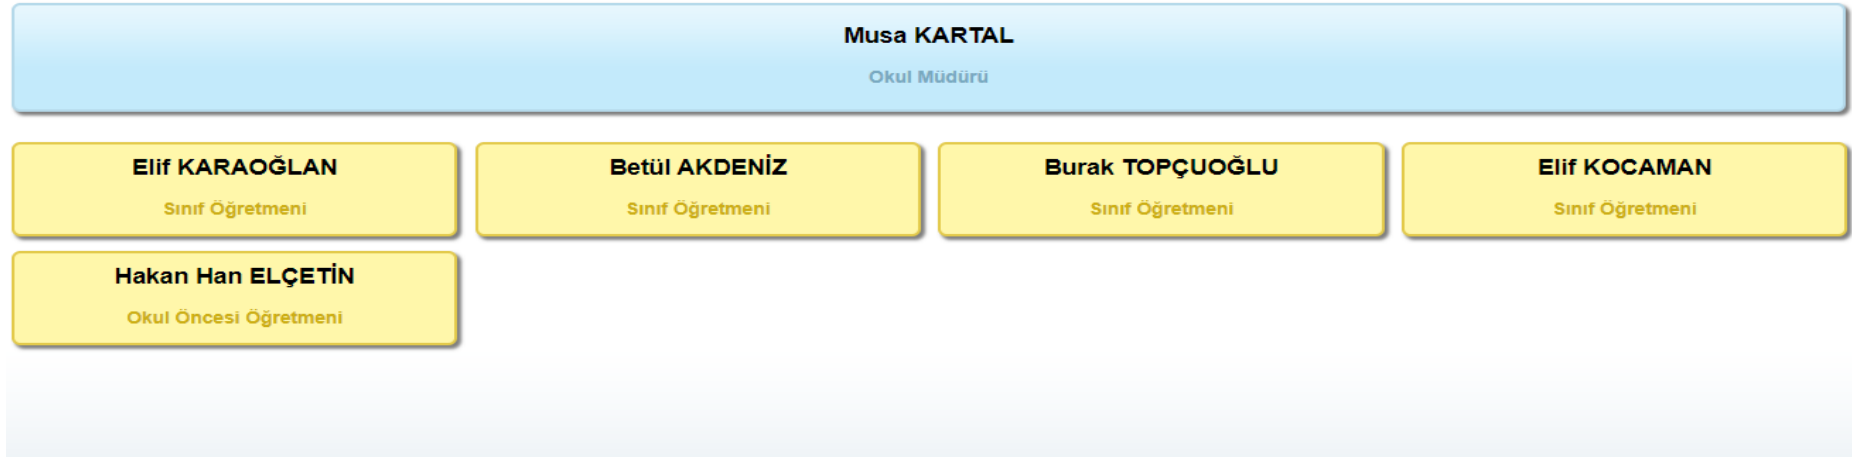 Musa KARTAL
Okul Müdürü
Elif KARAOĞLAN
Sınıf Öğretmeni
Betül AKDENİZ
Sınıf Öğretmeni
Burak TOPÇUOĞLU
Sınıf Öğretmeni
Elif KOCAMAN
Sınıf Öğretmeni
Hakan Han ELÇETİN
Okul Öncesi Öğretmeni